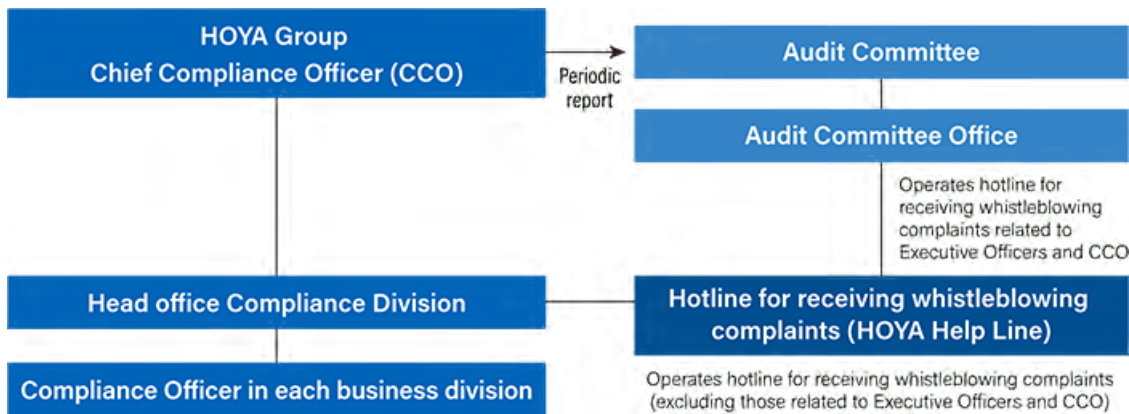 HOYA Group
Chief Compliance Officer (CCO)
Periodic
report
Audit Committee
Audit Committee Office
Operates hotline for
receiving whistleblowing
complaints related to
Executive Officers and CCO
Head office Compliance Division
Hotline for receiving whistleblowing
complaints (HOYA Help Line)
Compliance Officer in each business division
Operates hotline for receiving whistleblowing complaints
(excluding those related to Executive Officers and CCO)